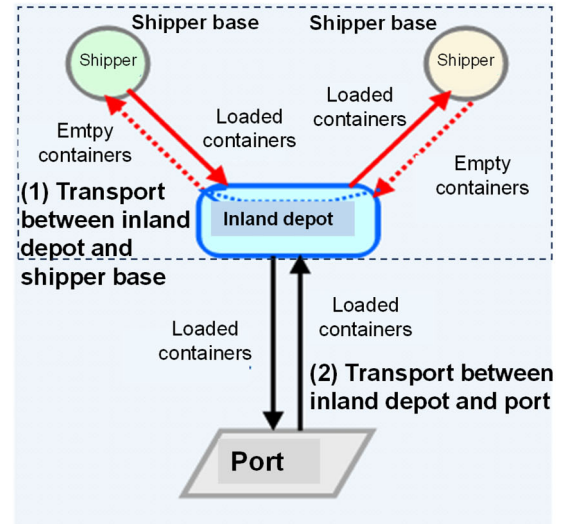 Shipper base
Shipper base
Shipper
Shipper
Loaded
containers
Loaded
containers
Emtpy
containers
Empty
containers
(1) Transport
between inland
depot and
shipper base
Inland depot
Loaded
containers
Loaded
containers
(2) Transport between
inland depot and port
Port